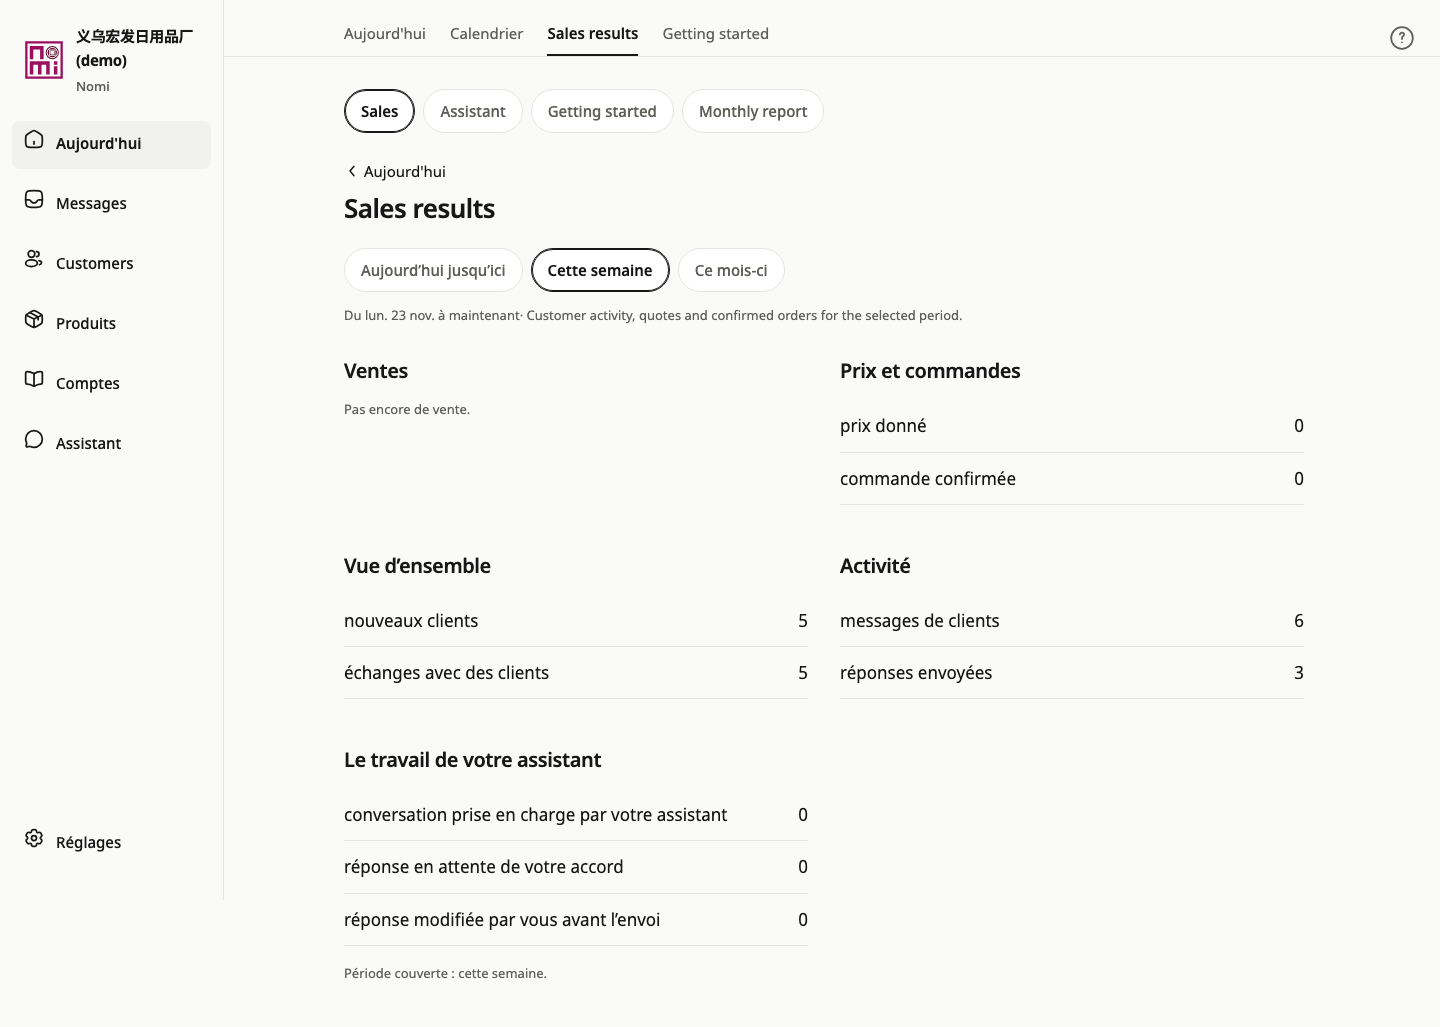 义乌宏发日用品厂
(demo)
Nomi
Aujourd'hui
Messages
Customers
Produits
Comptes
Assistant
Réglages
Aujourd'hui
Calendrier
Sales results
Getting started
Sales
Assistant
Getting started
Monthly report
Aujourd'hui
Sales results
Aujourd’hui jusqu’ici
Cette semaine
Ce mois-ci
Du lun. 23 nov. à maintenant· Customer activity, quotes and confirmed orders for the selected period.
Ventes
Pas encore de vente.
Prix et commandes
prix donné 0
commande confirmée 0
Vue d’ensemble
nouveaux clients 5
échanges avec des clients 5
Activité
messages de clients 6
réponses envoyées 3
Le travail de votre assistant
conversation prise en charge par votre assistant 0
réponse en attente de votre accord 0
réponse modifiée par vous avant l’envoi 0
Période couverte : cette semaine.